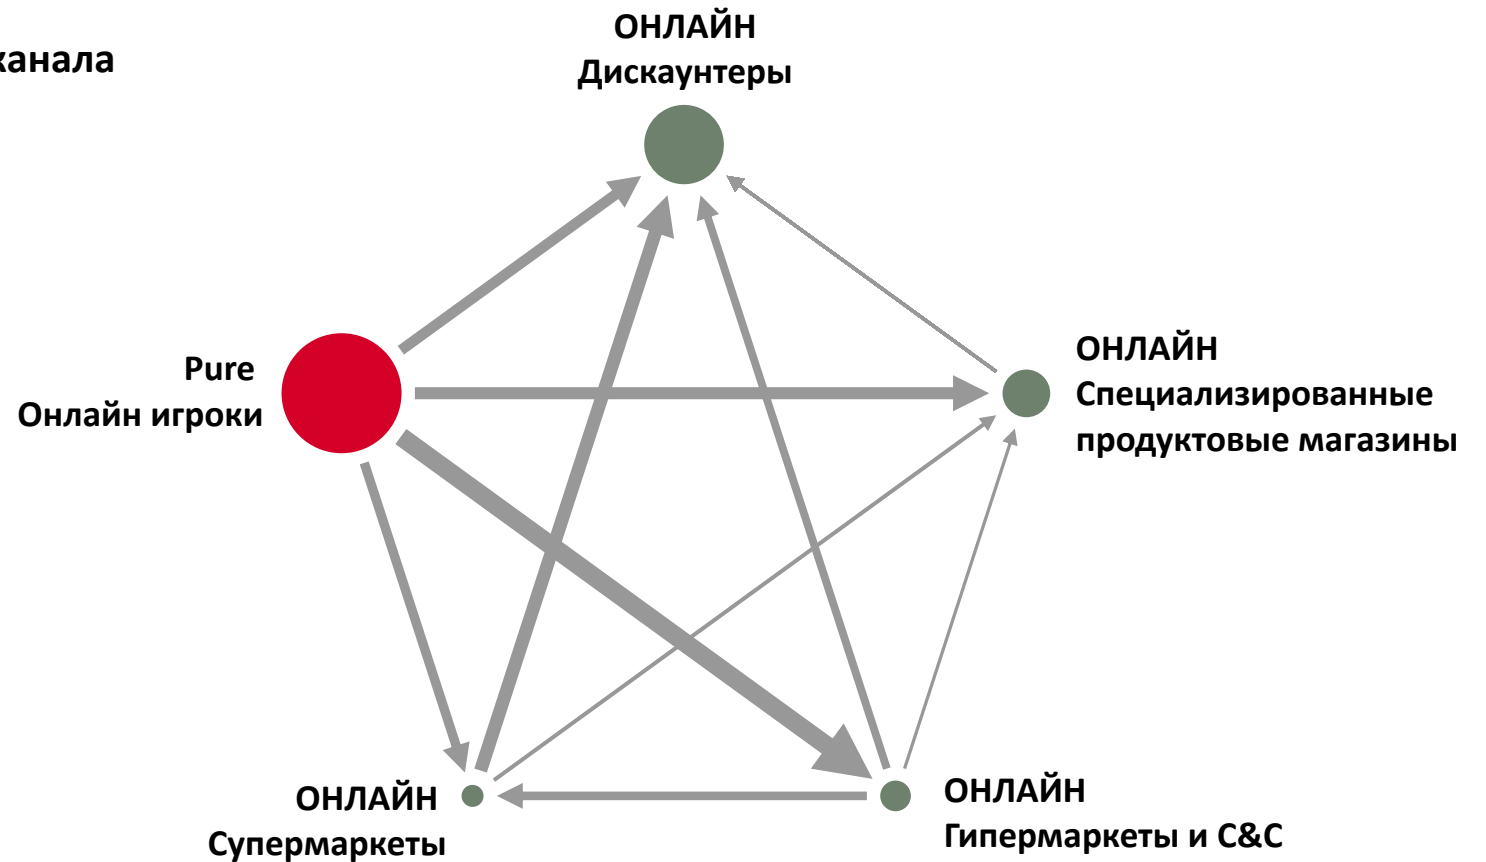 ОНЛАЙН
Дискаунтеры
канала
Pure
Онлайн игроки
ОНЛАЙН
Специализированные
продуктовые магазины
ОНЛАЙН
Супермаркеты
ОНЛАЙН
Гипермаркеты и C&C